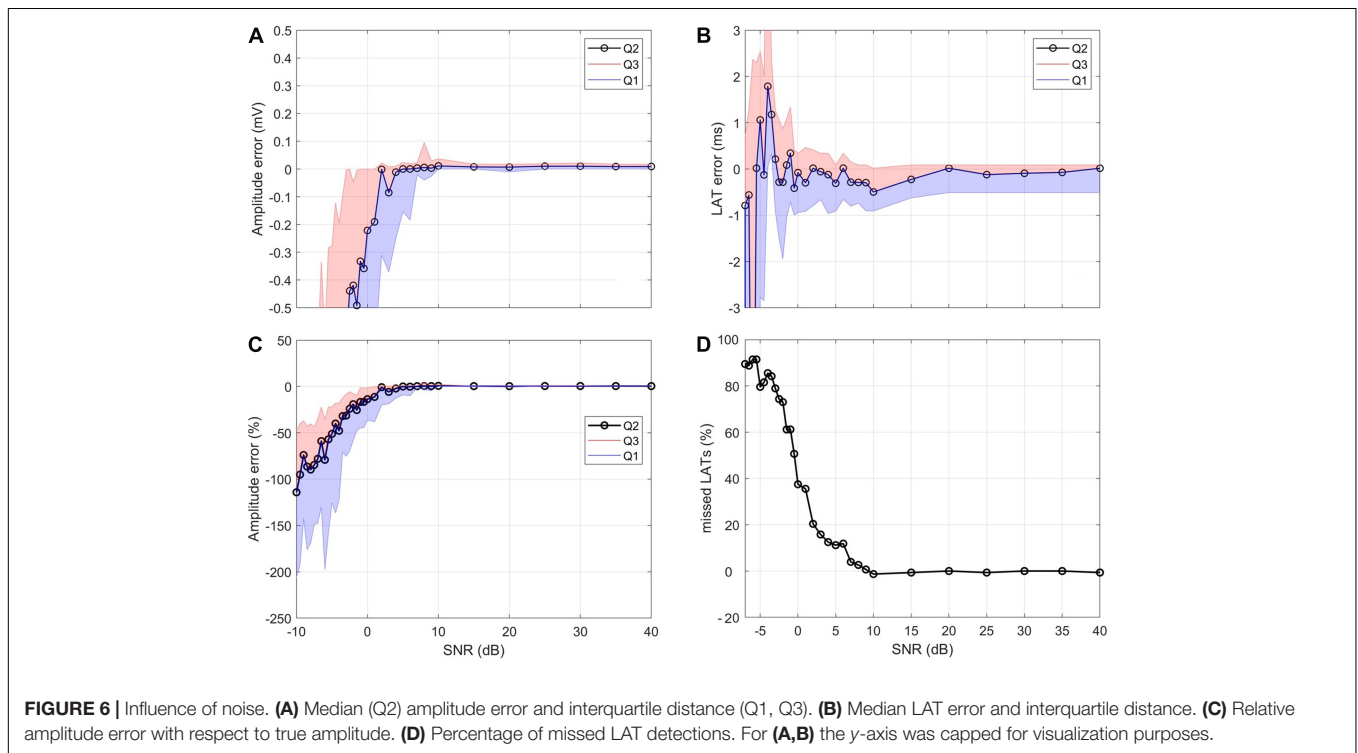 A
0.5
0.4
0.3
0.2
0.1
0
-0.1
-0.2
-0.3
-0.4
-0.5
Amplitude error (mV)
Q2
Q3
Q1
B
3
2
1
0
-1
-2
-3
LAT error (ms)
Q2
Q3
Q1
C
50
0
-50
-100
-150
-200
-250
Amplitude error (%)
Q2
Q3
Q1
-10
0
10
20
30
40
SNR (dB)
D
100
80
60
40
20
0
-20
missed LATs (%)
-5
0
5
10
15
20
25
30
35
40
SNR (dB)
FIGURE 6 | Influence of noise. (A) Median (Q2) amplitude error and interquartile distance (Q1, Q3). (B) Median LAT error and interquartile distance. (C) Relative
amplitude error with respect to true amplitude. (D) Percentage of missed LAT detections. For (A,B) the y-axis was capped for visualization purposes.